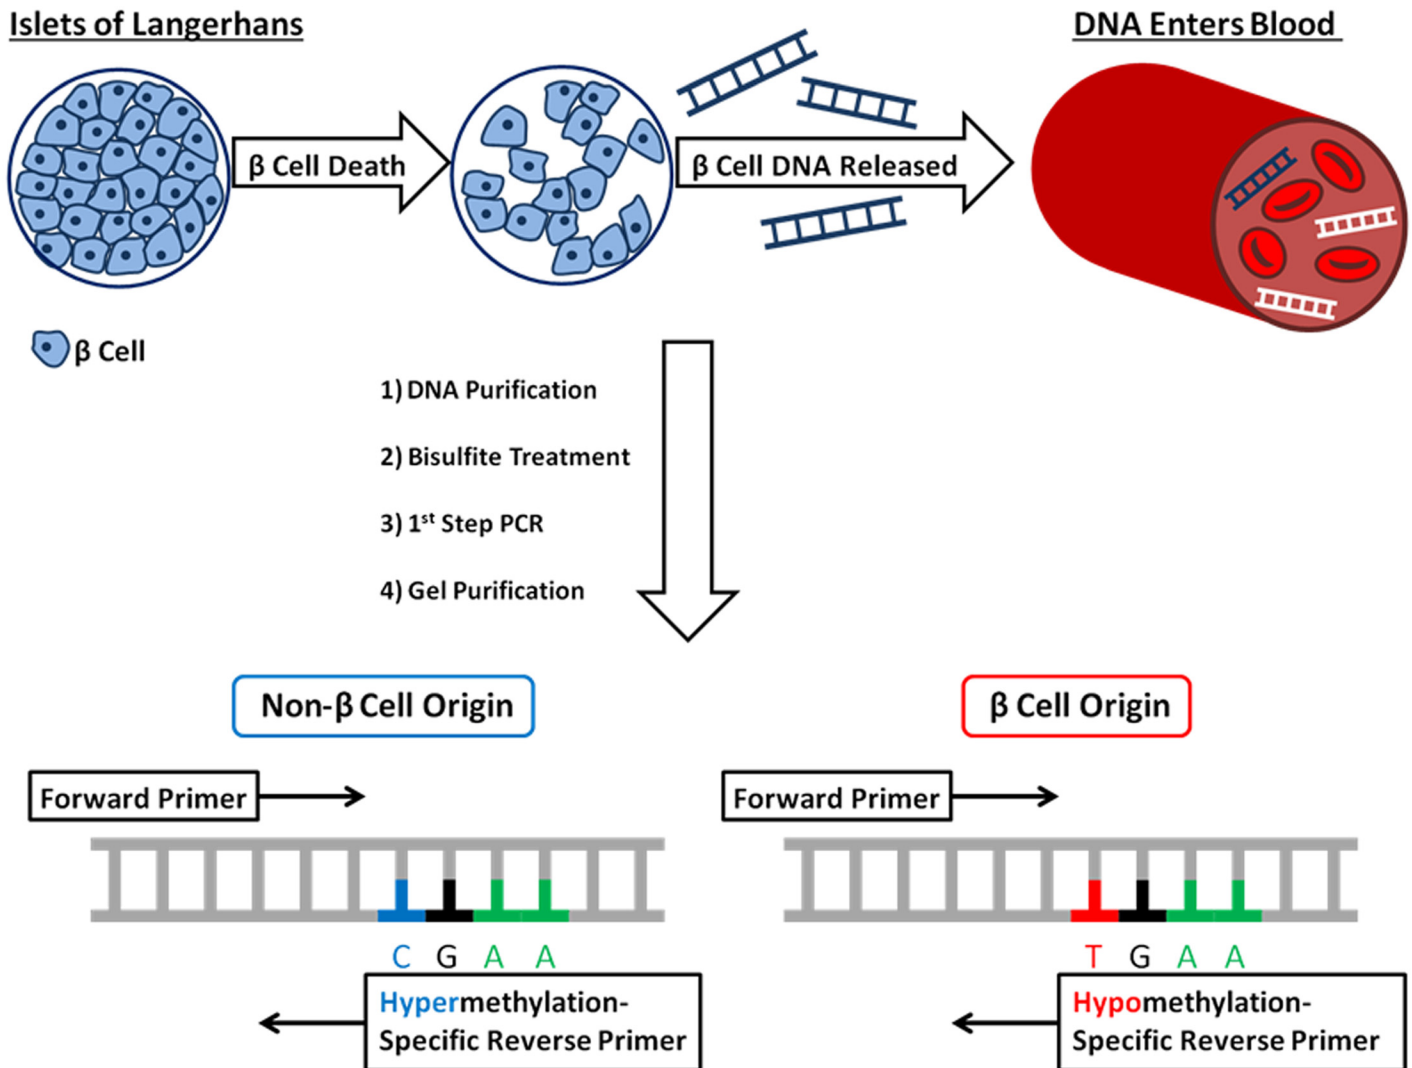 Islets of Langerhans
DNA Enters Blood
β Cell Death
β Cell DNA Released
β Cell
1) DNA Purification
2) Bisulfite Treatment
3) 1st Step PCR
4) Gel Purification
Non-β Cell Origin
β Cell Origin
Forward Primer
Forward Primer
C G A A
T G A A
Hypermethylation-
Specific Reverse Primer
Hypomethylation-
Specific Reverse Primer